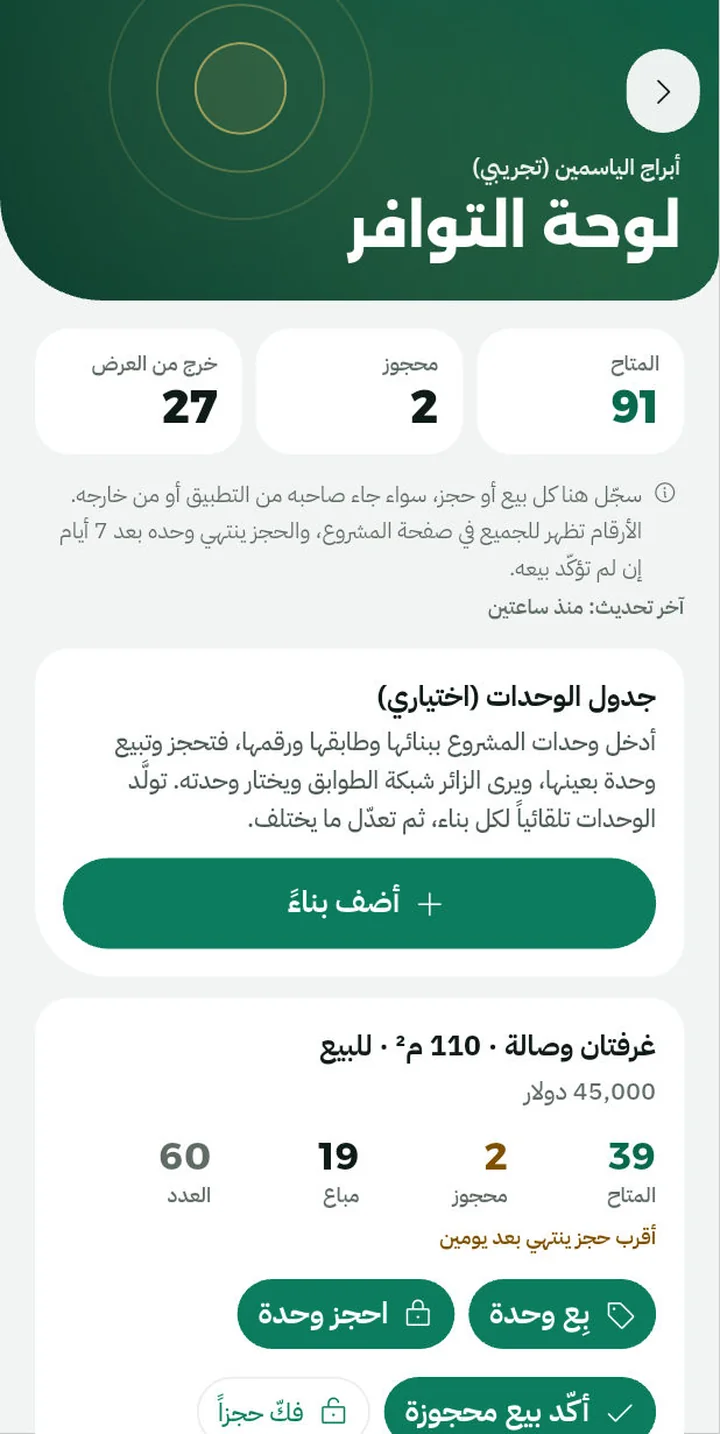 أبراج الياسمين (تجريبي)
لوحة التوافر
المتاح
91
محجوز
2
خرج من العرض
27
سجّل هنا كل بيع أو حجز، سواء جاء صاحبه من التطبيق أو من خارجه.
الأرقام تظهر للجميع في صفحة المشروع، والحجز ينتهي وحده بعد 7 أيام
إن لم تؤكّد بيعه.
آخر تحديث: منذ ساعتين
جدول الوحدات (اختياري)
أدخل وحدات المشروع ببنائها وطابقها ورقمها، فتحجز وتبيع
وحدة بعينها، ويرى الزائر شبكة الطوابق ويختار وحدته. تولَّد
الوحدات تلقائياً لكل بناء، ثم تعدّل ما يختلف.
أضف بناءً
غرفتان وصالة · 110 م² · للبيع
45,000 دولار
39 2 19 60
المتاح محجوز مباع العدد
أقرب حجز ينتهي بعد يومين
بِع وحدة احجز وحدة
أكّد بيع محجوزة فكّ حجزاً